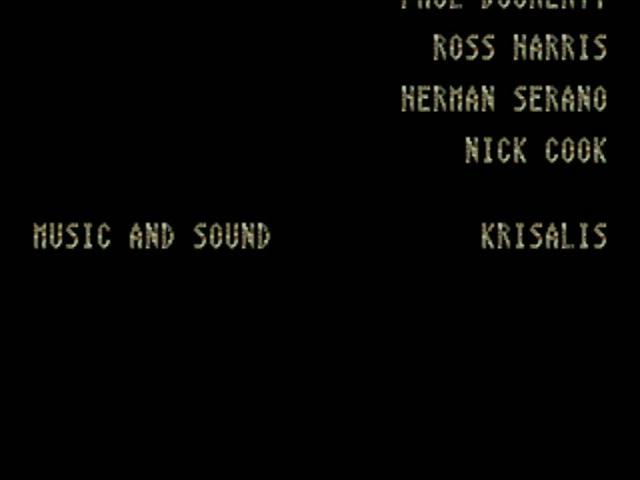 ROSS HARRIS
HERMAN SERANO
NICK COOK
MUSIC AND SOUND KRISALIS